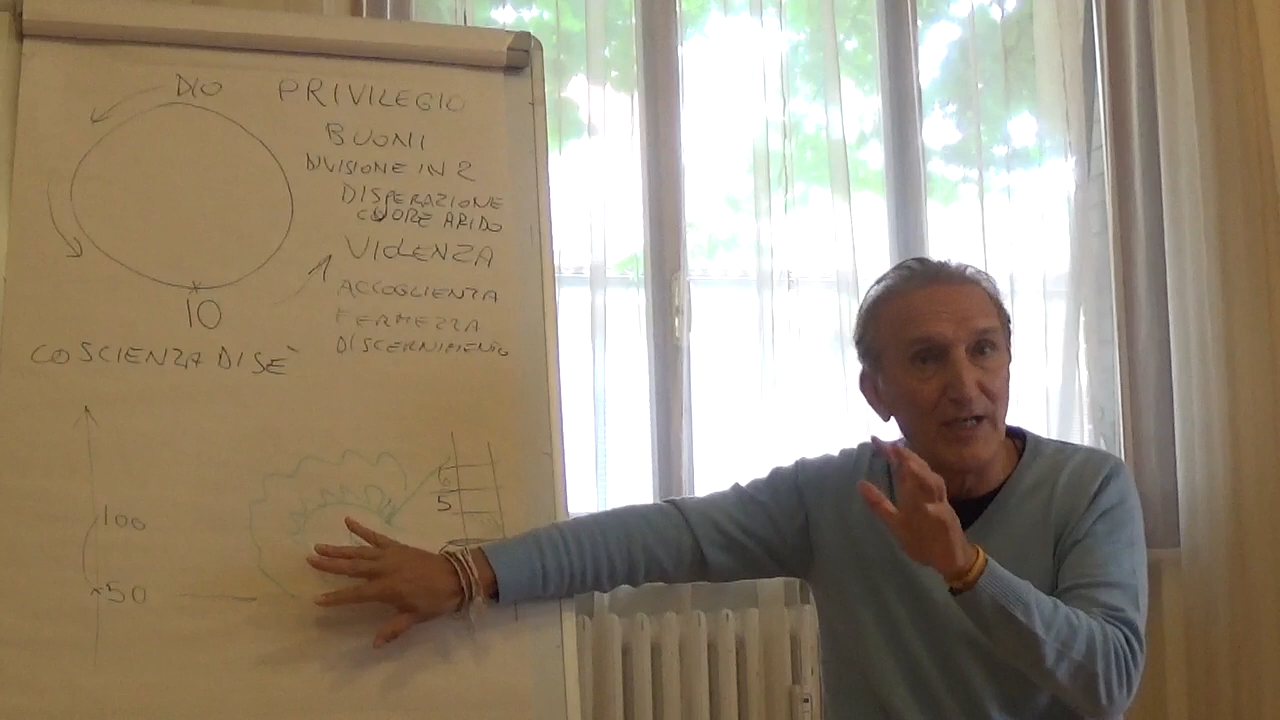 DIO PRIVILEGIO
BUONI
DIVISIONE IN 2
DISPERAZIONE
CUORE ARIDO
VIOLENZA
ACCOGLIENZA
FERMEZZA
DISCERNIMENTO
IO
COSCIENZA DI SÈ
100
50
6
5